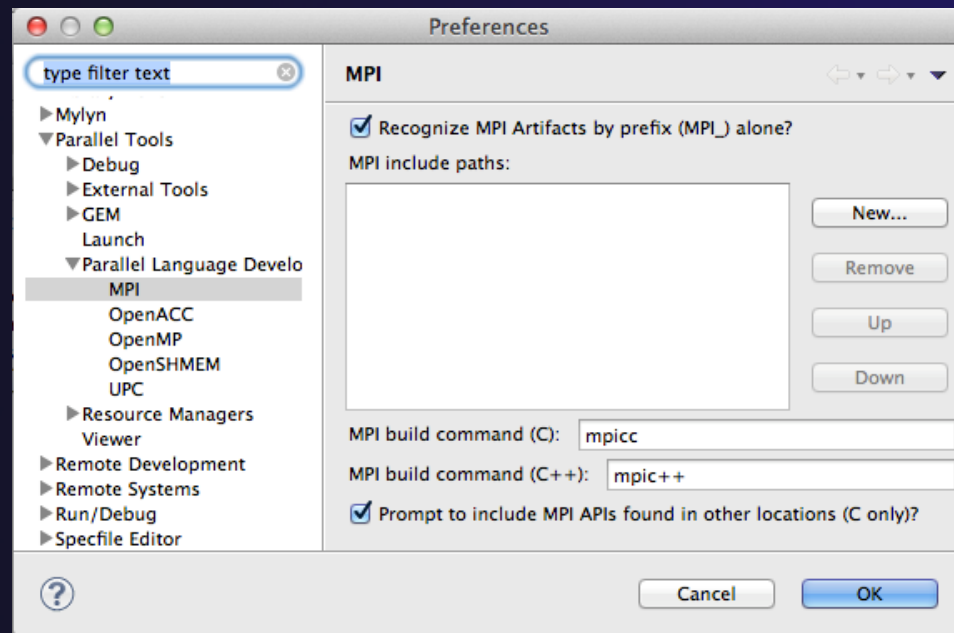 Preferences
type filter text
Mylyn
Parallel Tools
Debug
External Tools
GEM
Launch
Parallel Language Develo
MPI
OpenACC
OpenMP
OpenSHMEM
UPC
Resource Managers
Viewer
Remote Development
Remote Systems
Run/Debug
Specfile Editor
MPI
Recognize MPI Artifacts by prefix (MPI_) alone?
MPI include paths:
New...
Remove
Up
Down
MPI build command (C): mpicc
MPI build command (C++): mpic++
Prompt to include MPI APIs found in other locations (C only)?
?
Cancel
OK